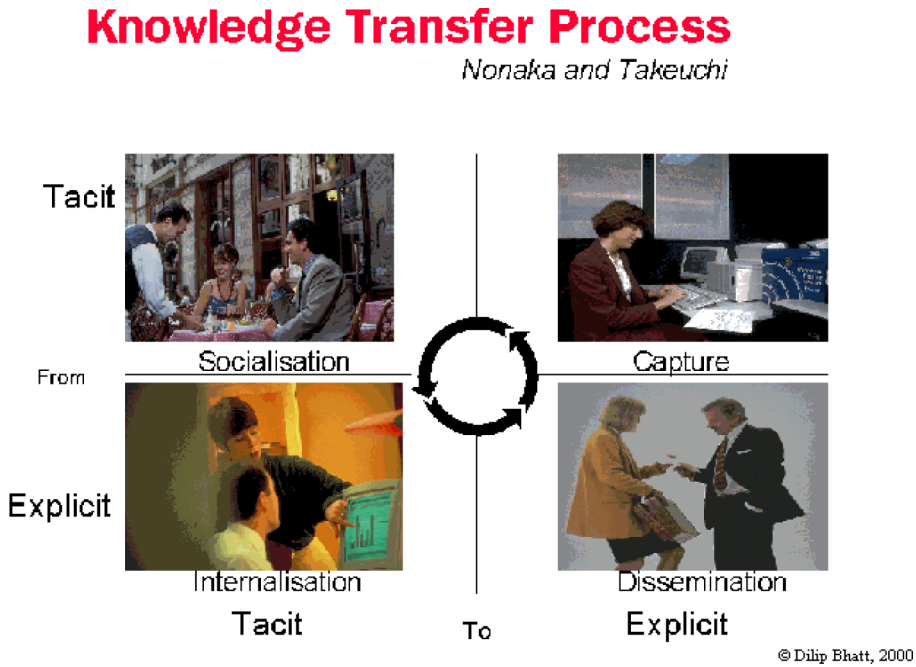 Knowledge Transfer Process
Nonaka and Takeuchi
Tacit
Socialisation
Capture
From
Explicit
Internalisation
Dissemination
Tacit
To
Explicit
© Dilip Bhatt, 2000